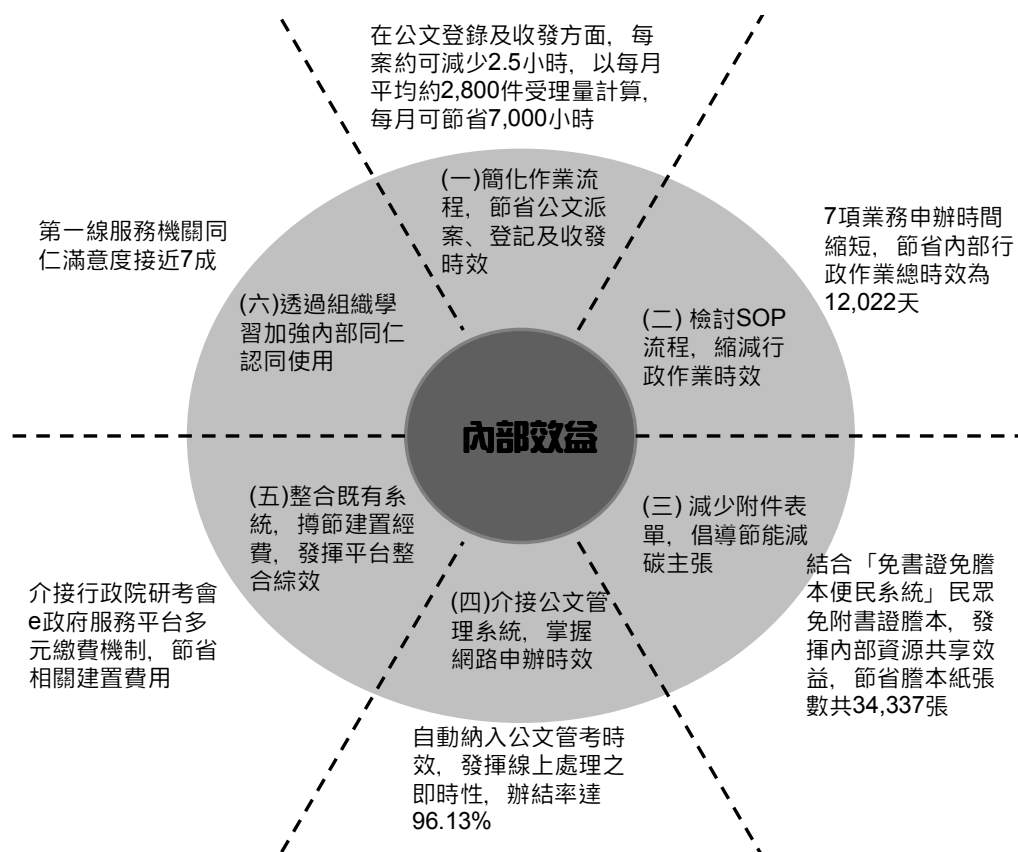 在公文登錄及收發方面，每
案約可減少2.5小時，以每月
平均約2,800件受理量計算，
每月可節省7,000小時
(一)簡化作業流
程，節省公文派
案、登記及收發
時效
7項業務申辦時間
縮短，節省內部行
政作業總時效為
12,022天
(二) 檢討SOP
流程，縮減行
政作業時效
(三) 減少附件表
單，倡導節能減
碳主張
結合「免書證免謄
本便民系統」民眾
免附書證謄本，發
揮內部資源共享效
益，節省謄本紙張
數共34,337張
(四)介接公文管
理系統，掌握
網路申辦時效
自動納入公文管考時
效，發揮線上處理之
即時性，辦結率達
96.13%
(五)整合既有系
統，撙節建置經
費，發揮平台整
合綜效
介接行政院研考會
e政府服務平台多
元繳費機制，節省
相關建置費用
(六)透過組織學
習加強內部同仁
認同使用
第一線服務機關同
仁滿意度接近7成
內部效益